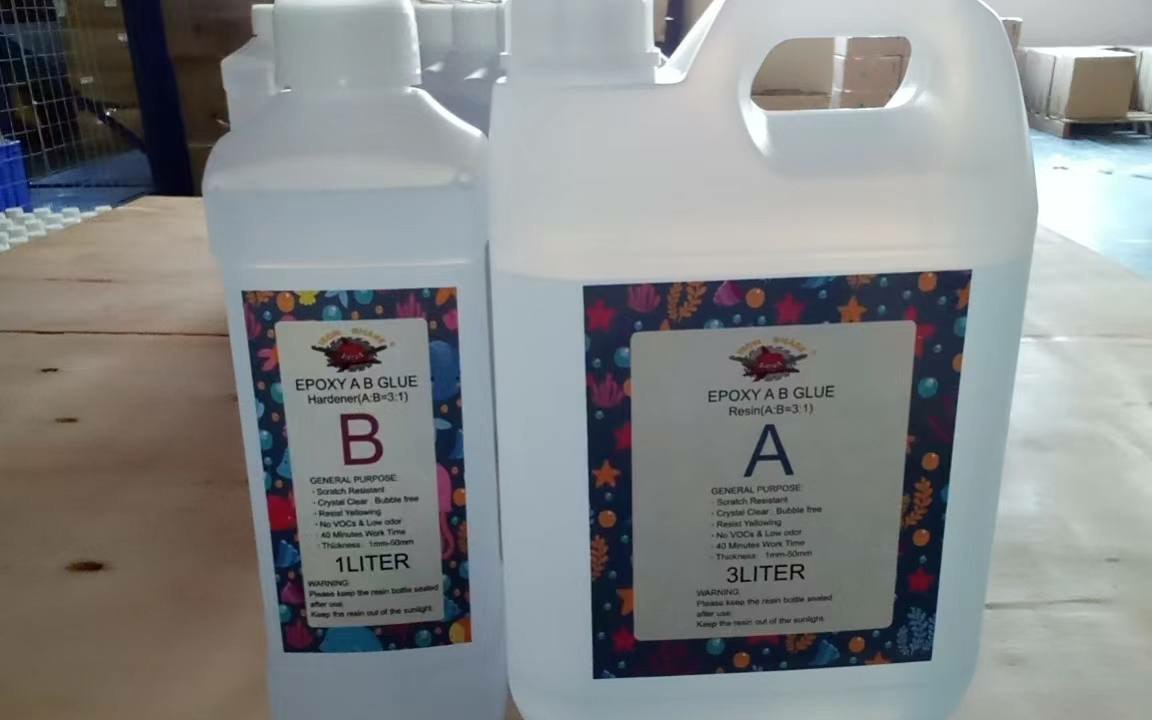 EPOXY A B GLUE
Hardener(A:B=3:1)
B
GENERAL PURPOSE:
· Scratch Resistant
· Crystal Clear . Bubble free
· Resist Yellowing
· No VOCs & Low odor
· 40 Minutes Work Time
· Thickness: 1mm-50mm
1LITER
WARNING:
Please keep the resin bottle sealed
after use;
Keep the resin out of the sunlight.
EPOXY A B GLUE
Resin(A:B=3:1)
A
GENERAL PURPOSE:
· Scratch Resistant
· Crystal Clear . Bubble free
· Resist Yellowing
· No VOCs & Low odor
· 40 Minutes Work Time
· Thickness: 1mm-50mm
3LITER
WARNING:
Please keep the resin bottle sealed
after use;
Keep the resin out of the sunlight.